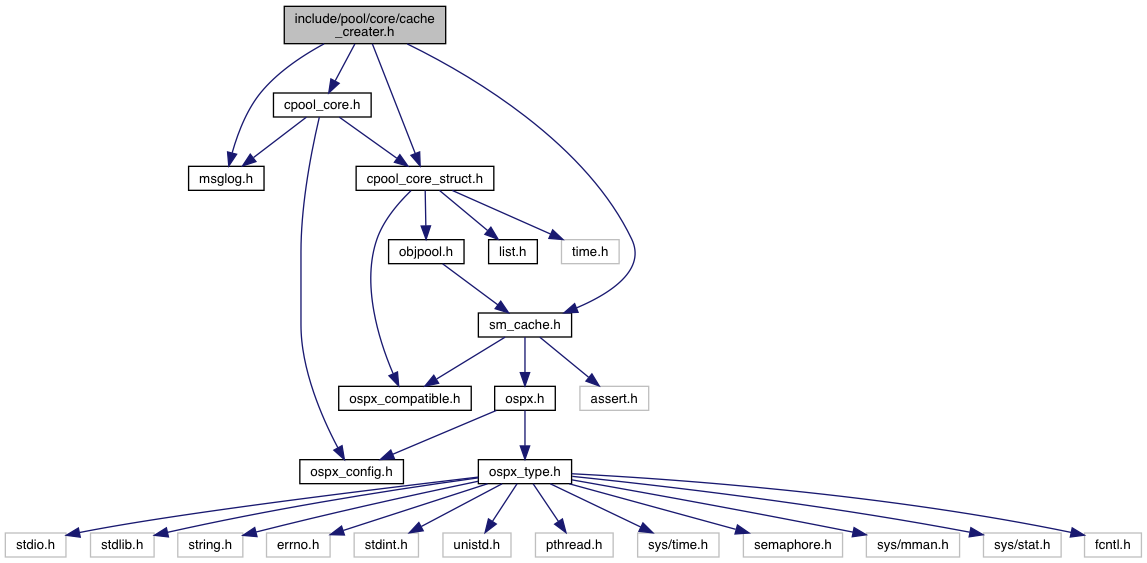 include/pool/core/cache
_creater.h
cpool_core.h
msglog.h
cpool_core_struct.h
objpool.h
list.h
time.h
sm_cache.h
ospx_compatible.h
ospx.h
assert.h
ospx_config.h
ospx_type.h
stdio.h
stdlib.h
string.h
errno.h
stdint.h
unistd.h
pthread.h
sys/time.h
semaphore.h
sys/mman.h
sys/stat.h
fcntl.h